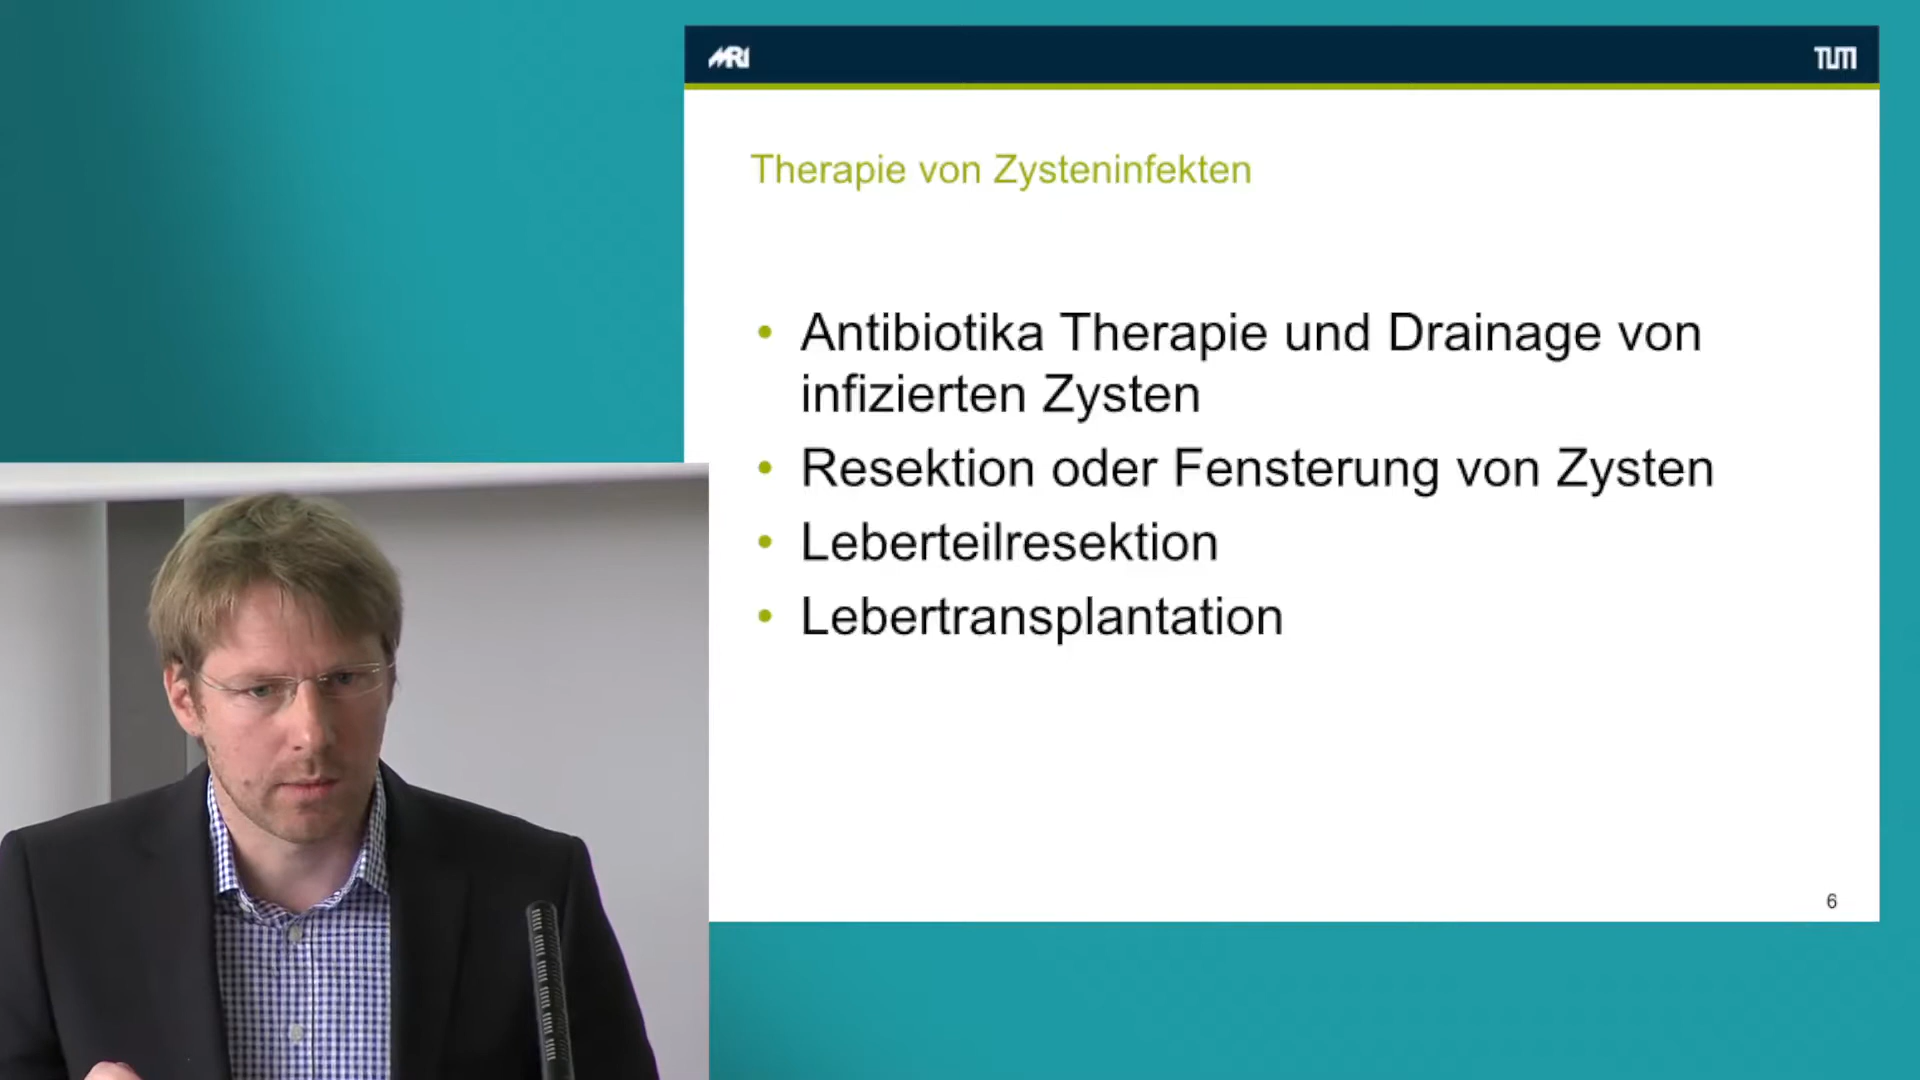 MRI
TUM
Therapie von Zysteninfekten
• Antibiotika Therapie und Drainage von
infizierten Zysten
• Resektion oder Fensterung von Zysten
• Leberteilresektion
• Lebertransplantation
6